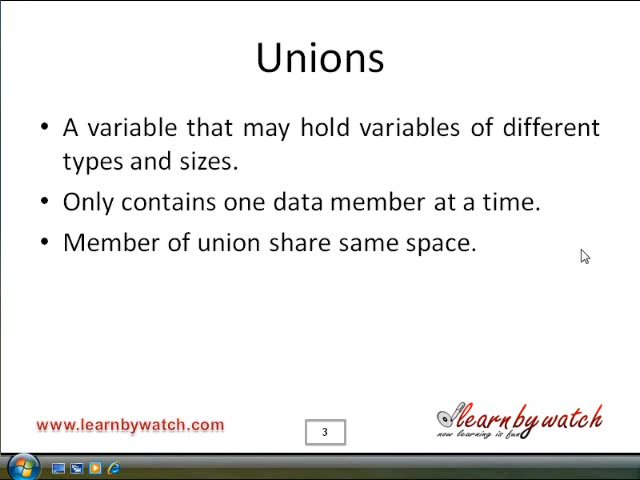 Unions
• A variable that may hold variables of different
types and sizes.
• Only contains one data member at a time.
• Member of union share same space.
www.learnbywatch.com
3
learnbywatch
now learning is fun